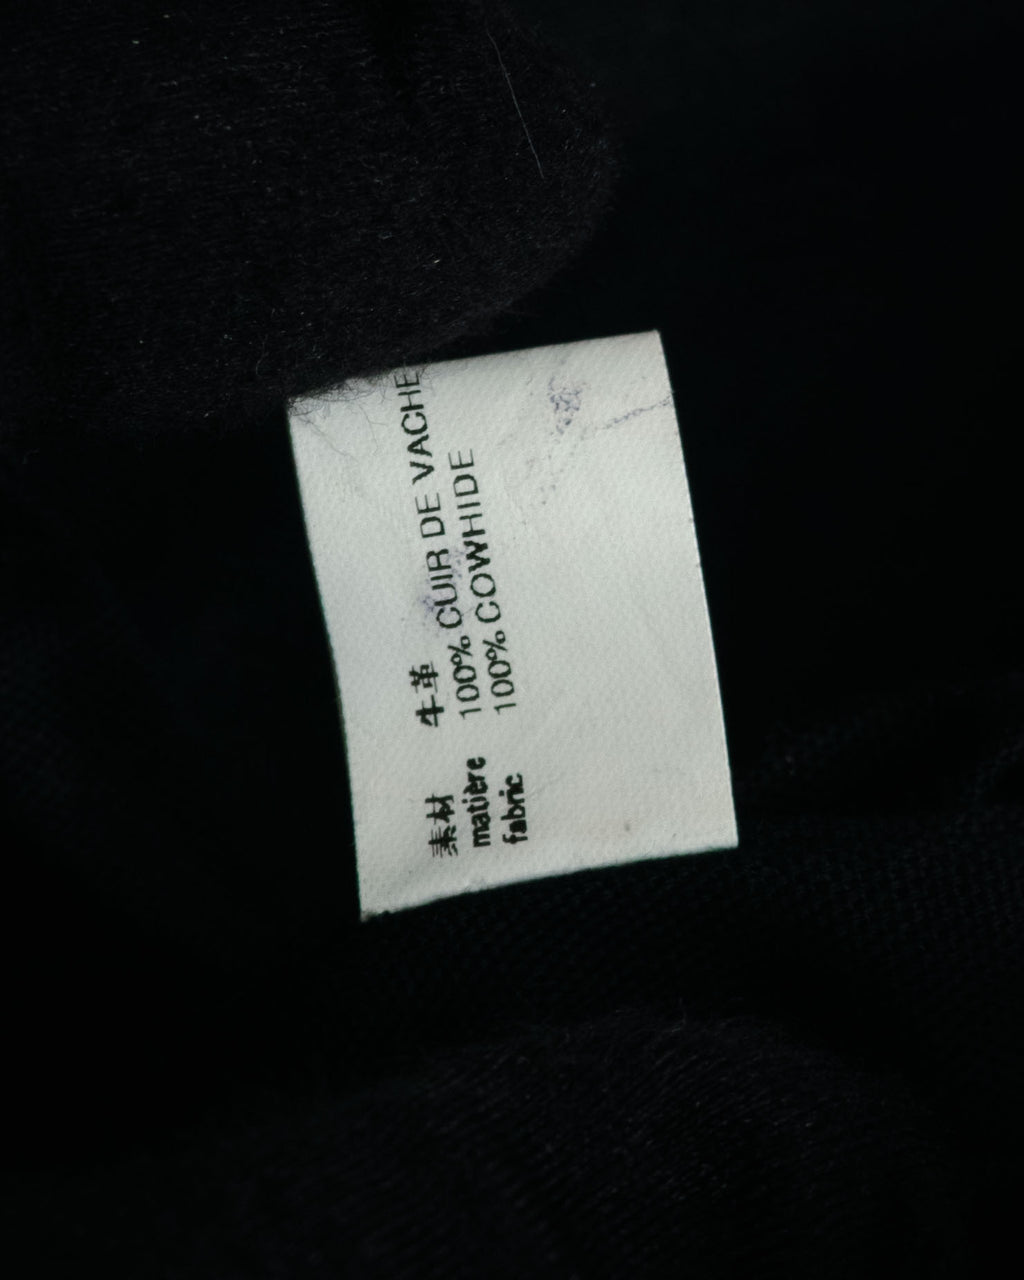 素材 牛革
matière 100% CUIR DE VACHE
fabric 100% COWHIDE